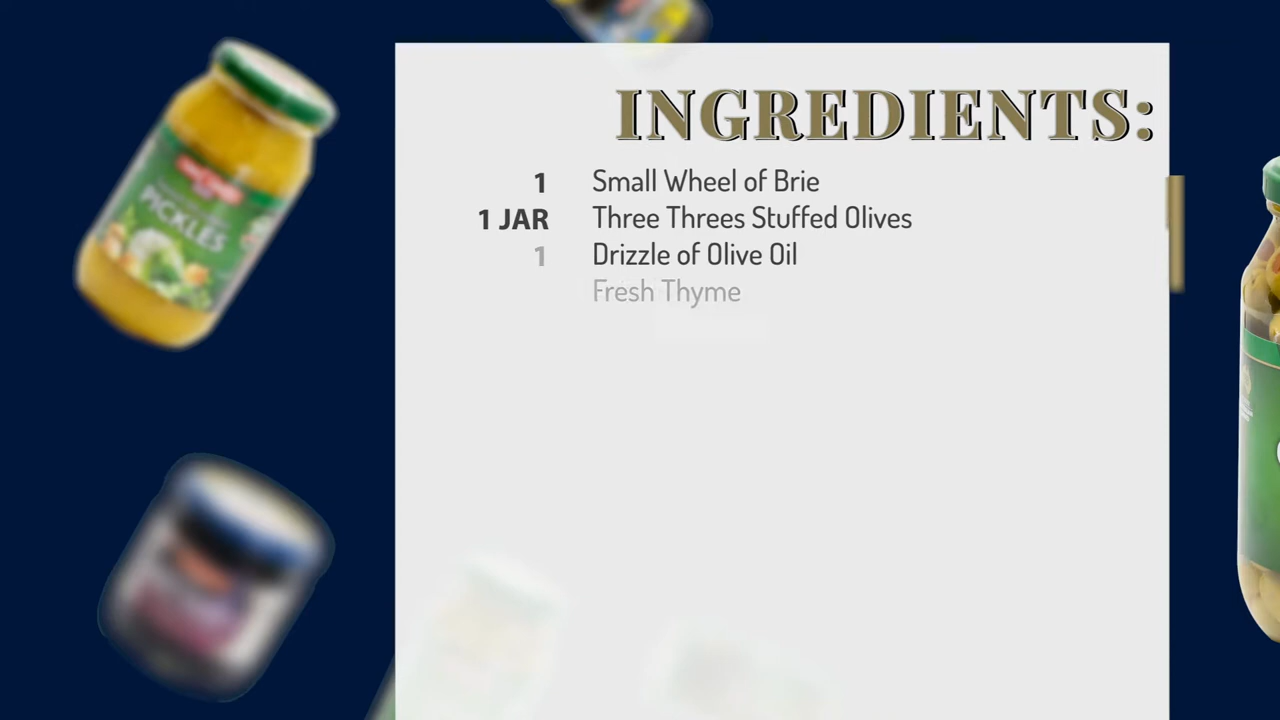 INGREDIENTS:
1 Small Wheel of Brie
1 JAR Three Threes Stuffed Olives
1 Drizzle of Olive Oil
Fresh Thyme
PICKLES